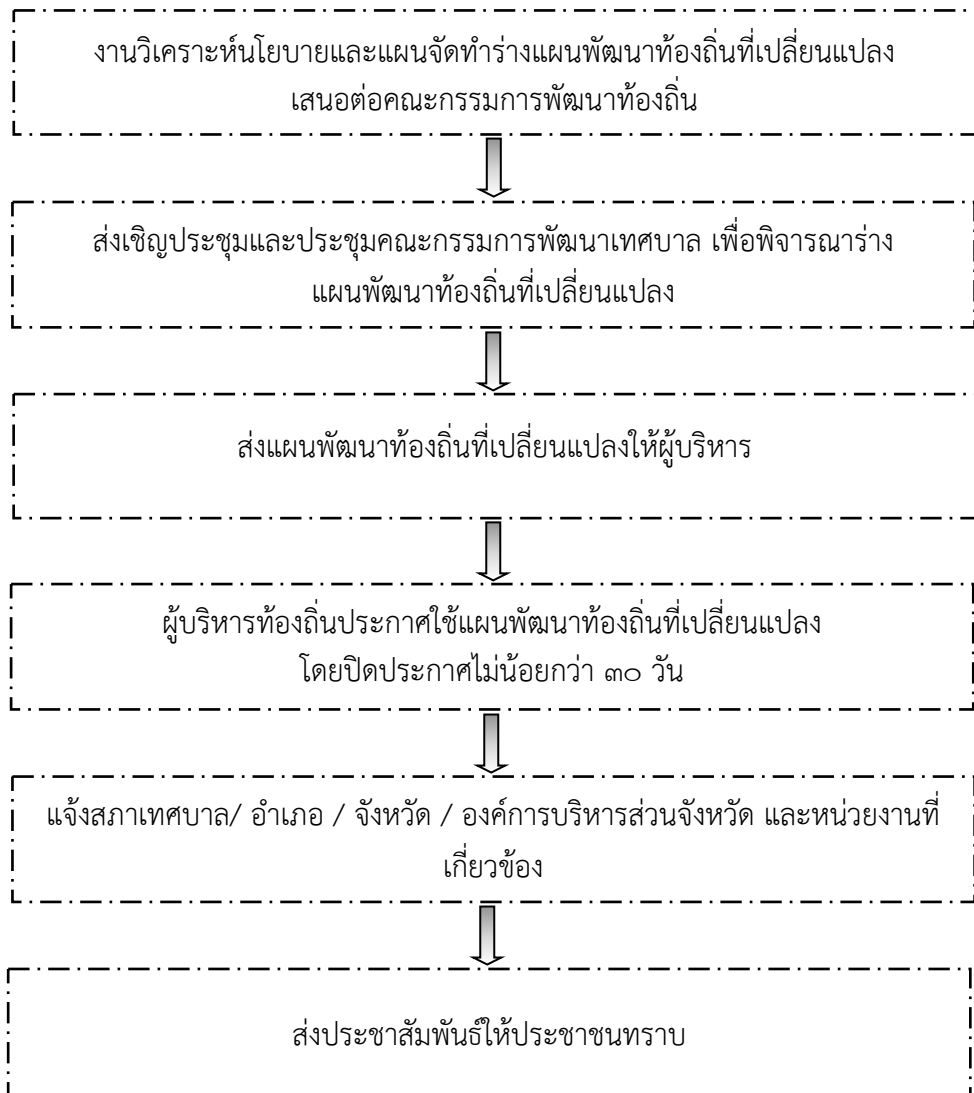 งานวิเคราะห์นโยบายและแผนจัดทำร่างแผนพัฒนาท้องถิ่นที่เปลี่ยนแปลง
เสนอต่อคณะกรรมการพัฒนาท้องถิ่น
ส่งเชิญประชุมและประชุมคณะกรรมการพัฒนาเทศบาล เพื่อพิจารณาร่าง
แผนพัฒนาท้องถิ่นที่เปลี่ยนแปลง
ส่งแผนพัฒนาท้องถิ่นที่เปลี่ยนแปลงให้ผู้บริหาร
ผู้บริหารท้องถิ่นประกาศใช้แผนพัฒนาท้องถิ่นที่เปลี่ยนแปลง
โดยปิดประกาศไม่น้อยกว่า ๓๐ วัน
แจ้งสภาเทศบาล/ อำเภอ / จังหวัด / องค์การบริหารส่วนจังหวัด และหน่วยงานที่
เกี่ยวข้อง
ส่งประชาสัมพันธ์ให้ประชาชนทราบ